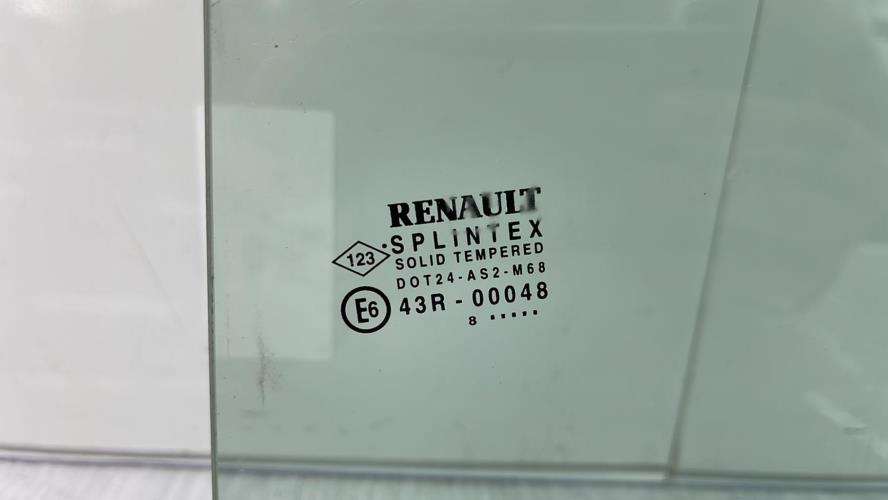 RENAULT
SPLINTEX
123
SOLID TEMPERED
DOT24-AS2-M68
E6 43R - 00048
8 .....